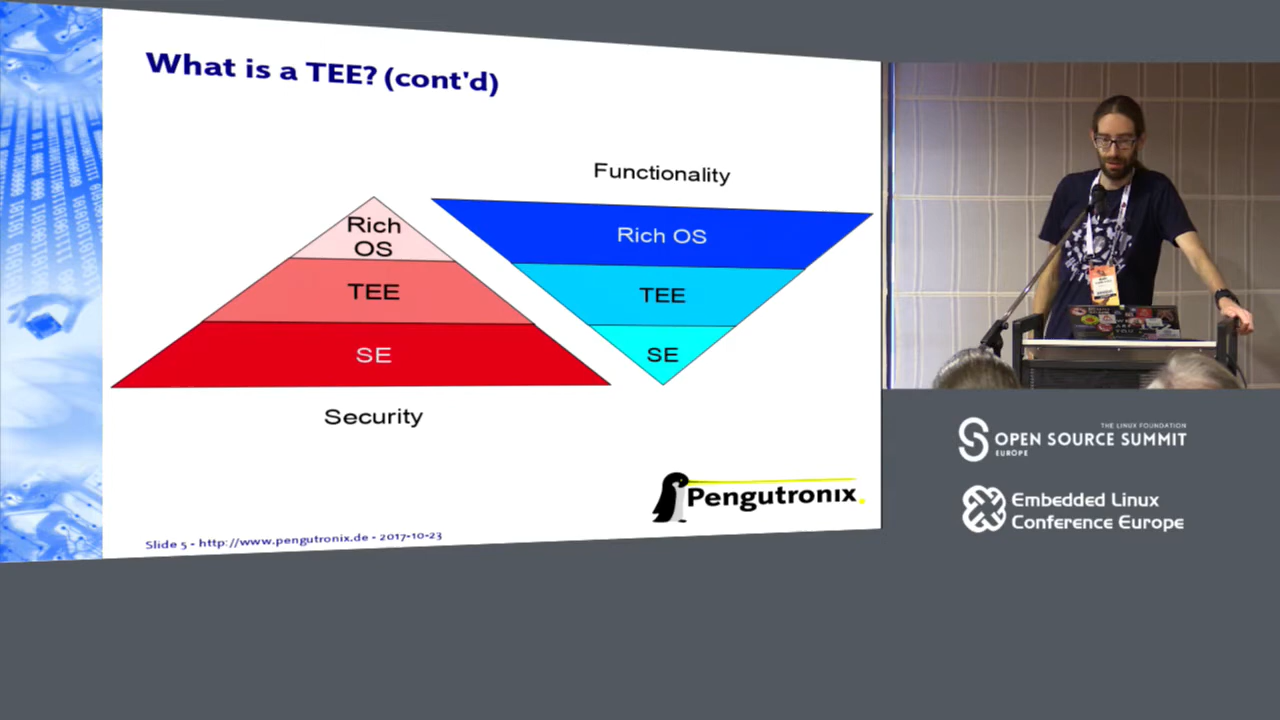 What is a TEE? (cont'd)
Functionality
Rich
OS
TEE
SE
Security
Rich OS
TEE
SE
Pengutronix
Slide 5 - http://www.pengutronix.de - 2017-10-23
THE LINUX FOUNDATION
OPEN SOURCE SUMMIT
EUROPE
Embedded Linux
Conference Europe